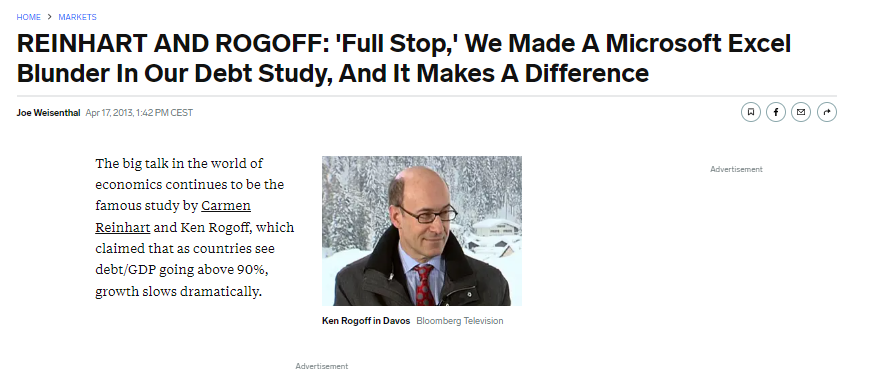 HOME > MARKETS
REINHART AND ROGOFF: 'Full Stop,' We Made A Microsoft Excel
Blunder In Our Debt Study, And It Makes A Difference
Joe Weisenthal Apr 17, 2013, 1:42 PM CEST
The big talk in the world of
economics continues to be the
famous study by Carmen
Reinhart and Ken Rogoff, which
claimed that as countries see
debt/GDP going above 90%,
growth slows dramatically.
Ken Rogoff in Davos Bloomberg Television
Advertisement
Advertisement